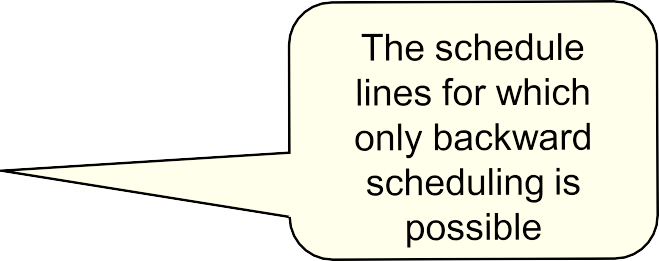 The schedule
lines for which
only backward
scheduling is
possible